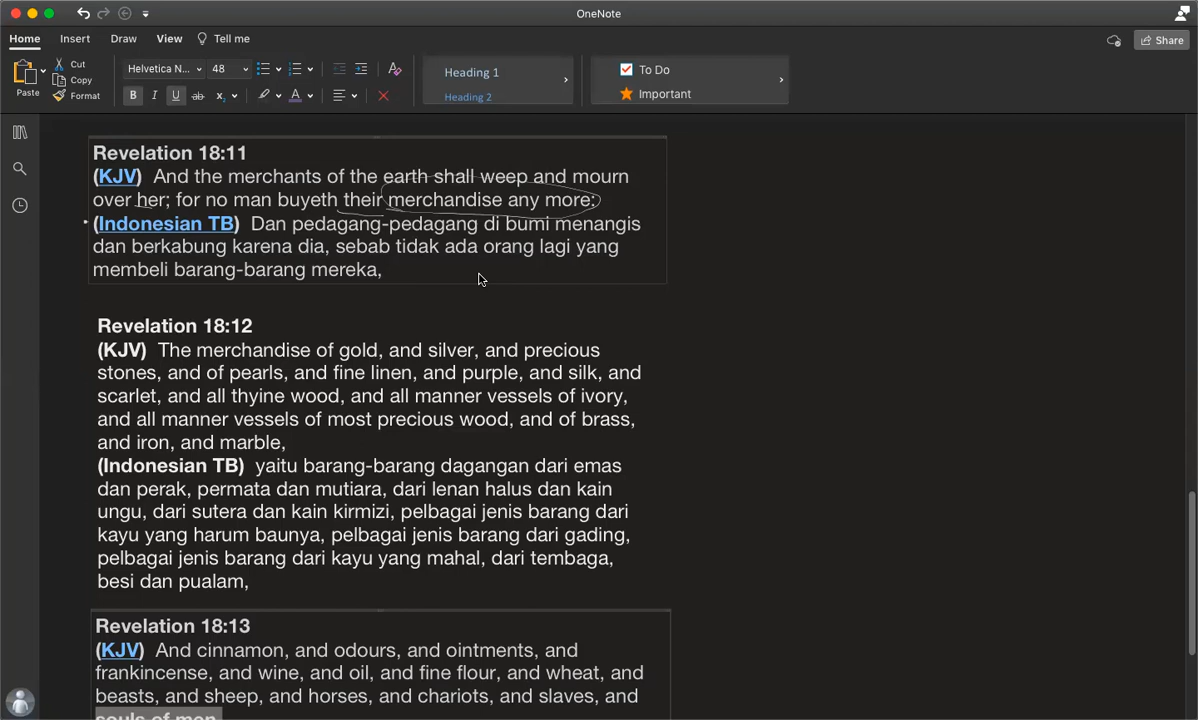 OneNote
Home Insert Draw View Tell me
Share
Paste
Cut
Copy
Format
Helvetica N... 48
B I U ab x₂ A
Heading 1
Heading 2
To Do
Important
Revelation 18:11
(KJV) And the merchants of the earth shall weep and mourn
over her; for no man buyeth their merchandise any more:
(Indonesian TB) Dan pedagang-pedagang di bumi menangis
dan berkabung karena dia, sebab tidak ada orang lagi yang
membeli barang-barang mereka,
Revelation 18:12
(KJV) The merchandise of gold, and silver, and precious
stones, and of pearls, and fine linen, and purple, and silk, and
scarlet, and all thyine wood, and all manner vessels of ivory,
and all manner vessels of most precious wood, and of brass,
and iron, and marble,
(Indonesian TB) yaitu barang-barang dagangan dari emas
dan perak, permata dan mutiara, dari lenan halus dan kain
ungu, dari sutera dan kain kirmizi, pelbagai jenis barang dari
kayu yang harum baunya, pelbagai jenis barang dari gading,
pelbagai jenis barang dari kayu yang mahal, dari tembaga,
besi dan pualam,
Revelation 18:13
(KJV) And cinnamon, and odours, and ointments, and
frankincense, and wine, and oil, and fine flour, and wheat, and
beasts, and sheep, and horses, and chariots, and slaves, and
souls of men